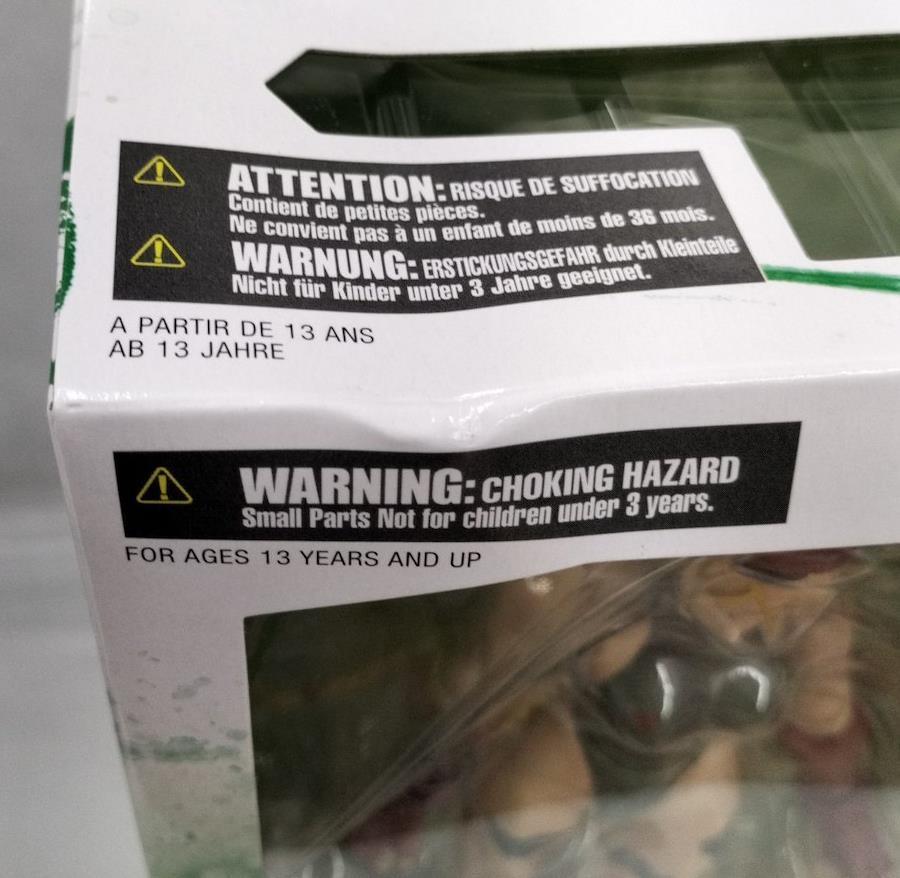 ATTENTION: RISQUE DE SUFFOCATION
Contient de petites pièces.
Ne convient pas à un enfant de moins de 36 mois.
WARNUNG: ERSTICKUNGSGEFAHR durch Kleinteile
Nicht für Kinder unter 3 Jahre geeignet.
A PARTIR DE 13 ANS
AB 13 JAHRE
WARNING: CHOKING HAZARD
Small Parts Not for children under 3 years.
FOR AGES 13 YEARS AND UP